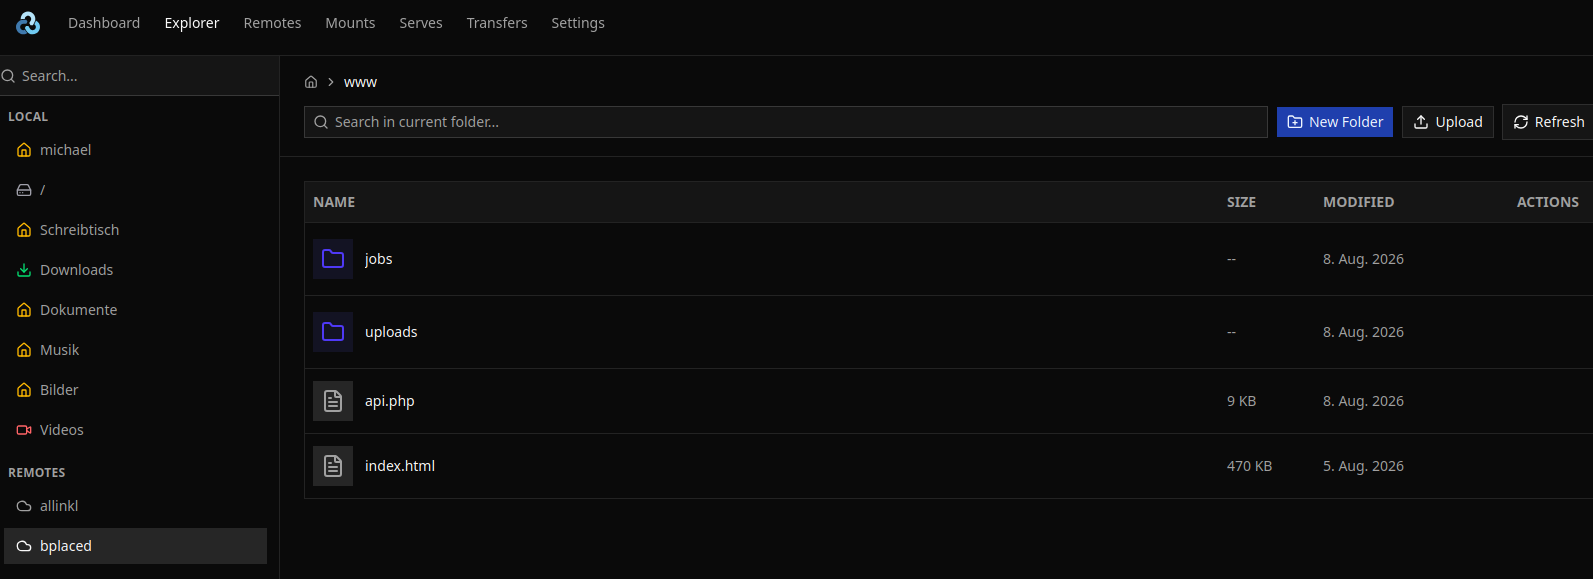 Dashboard Explorer Remotes Mounts Serves Transfers Settings
Search...
LOCAL
michael
/
Schreibtisch
Downloads
Dokumente
Musik
Bilder
Videos
REMOTES
allinkl
bplaced
www
Search in current folder...
New Folder Upload Refresh
NAME SIZE MODIFIED ACTIONS
jobs -- 8. Aug. 2026
uploads -- 8. Aug. 2026
api.php 9 KB 8. Aug. 2026
index.html 470 KB 5. Aug. 2026